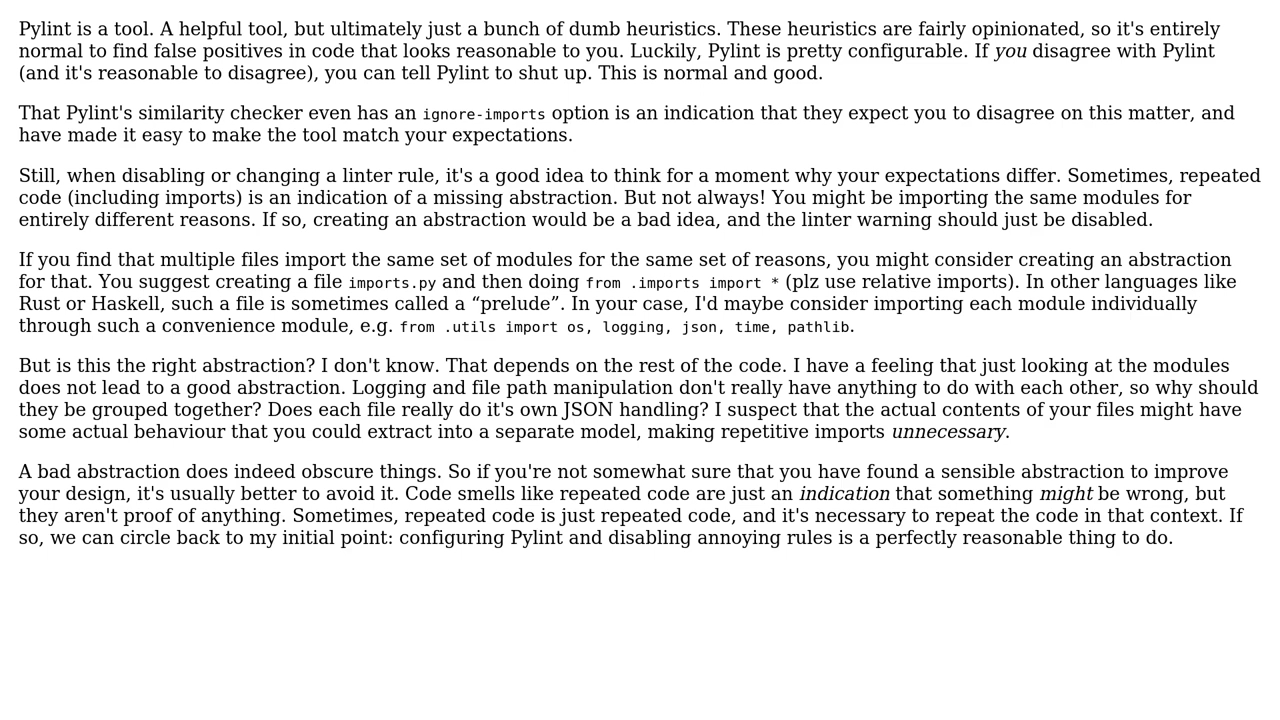 Pylint is a tool. A helpful tool, but ultimately just a bunch of dumb heuristics. These heuristics are fairly opinionated, so it's entirely
normal to find false positives in code that looks reasonable to you. Luckily, Pylint is pretty configurable. If you disagree with Pylint
(and it's reasonable to disagree), you can tell Pylint to shut up. This is normal and good.
That Pylint's similarity checker even has an ignore-imports option is an indication that they expect you to disagree on this matter, and
have made it easy to make the tool match your expectations.
Still, when disabling or changing a linter rule, it's a good idea to think for a moment why your expectations differ. Sometimes, repeated
code (including imports) is an indication of a missing abstraction. But not always! You might be importing the same modules for
entirely different reasons. If so, creating an abstraction would be a bad idea, and the linter warning should just be disabled.
If you find that multiple files import the same set of modules for the same set of reasons, you might consider creating an abstraction
for that. You suggest creating a file imports.py and then doing from .imports import * (plz use relative imports). In other languages like
Rust or Haskell, such a file is sometimes called a “prelude”. In your case, I'd maybe consider importing each module individually
through such a convenience module, e.g. from .utils import os, logging, json, time, pathlib.
But is this the right abstraction? I don't know. That depends on the rest of the code. I have a feeling that just looking at the modules
does not lead to a good abstraction. Logging and file path manipulation don't really have anything to do with each other, so why should
they be grouped together? Does each file really do it's own JSON handling? I suspect that the actual contents of your files might have
some actual behaviour that you could extract into a separate model, making repetitive imports unnecessary.
A bad abstraction does indeed obscure things. So if you're not somewhat sure that you have found a sensible abstraction to improve
your design, it's usually better to avoid it. Code smells like repeated code are just an indication that something might be wrong, but
they aren't proof of anything. Sometimes, repeated code is just repeated code, and it's necessary to repeat the code in that context. If
so, we can circle back to my initial point: configuring Pylint and disabling annoying rules is a perfectly reasonable thing to do.